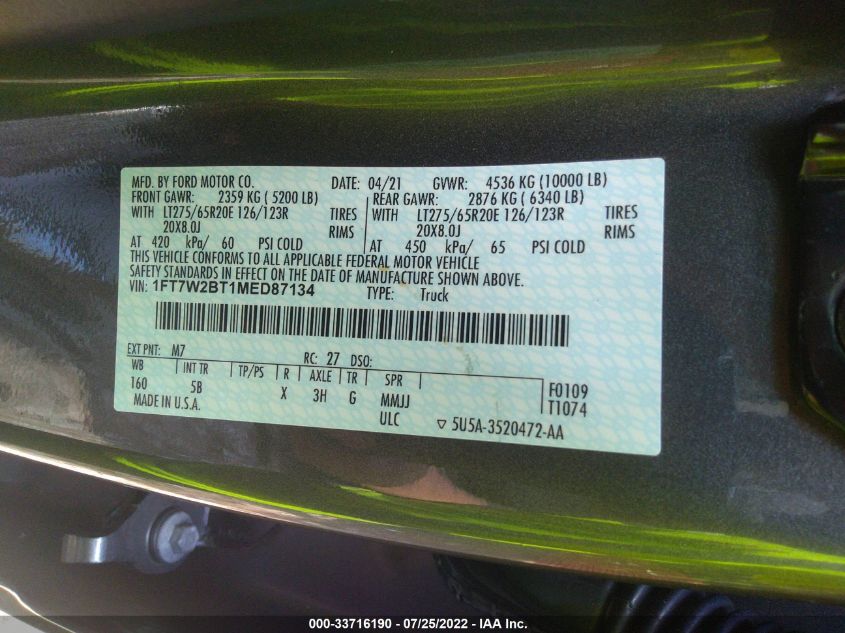 MFD. BY FORD MOTOR CO. DATE: 04/21 GVWR: 4536 KG (10000 LB)
FRONT GAWR: 2359 KG ( 5200 LB) REAR GAWR: 2876 KG ( 6340 LB)
WITH LT275/65R20E 126/123R TIRES WITH LT275/65R20E 126/123R TIRES
20X8.0J RIMS 20X8.0J RIMS
AT 420 kPa/ 60 PSI COLD AT 450 kPa/ 65 PSI COLD
THIS VEHICLE CONFORMS TO ALL APPLICABLE FEDERAL MOTOR VEHICLE
SAFETY STANDARDS IN EFFECT ON THE DATE OF MANUFACTURE SHOWN ABOVE.
VIN: 1FT7W2BT1MED87134 TYPE: Truck
EXT PNT: M7 RC: 27 DSO:
WB INT TR TP/PS R AXLE TR SPR F0109
160 5B X 3H G MMJJ T1074
MADE IN U.S.A. ULC ▽ 5U5A-3520472-AA
000-33716190 - 07/25/2022 - IAA Inc.